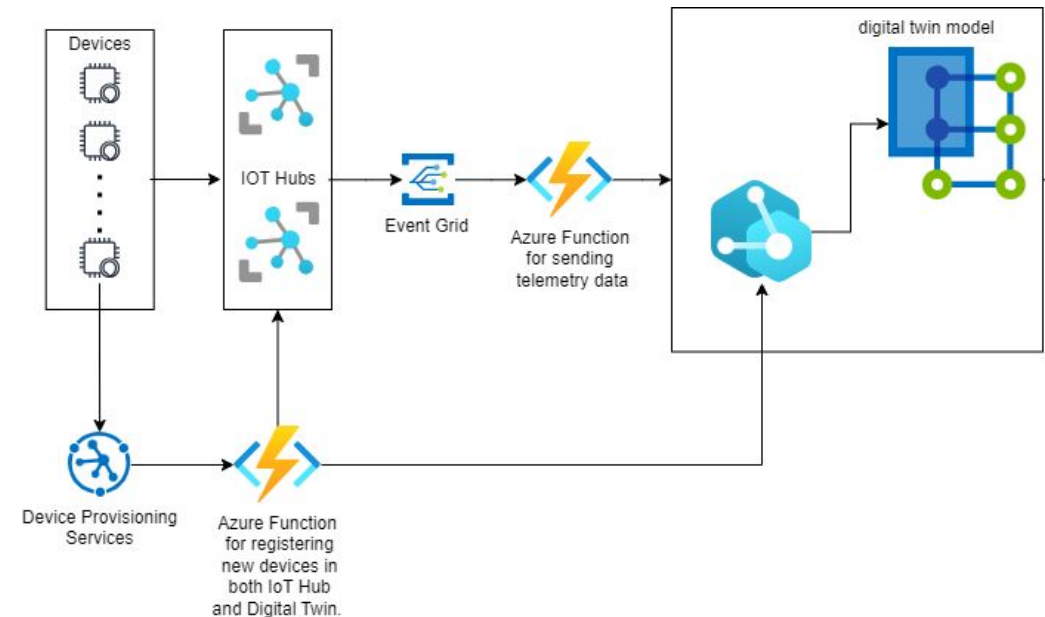 Devices
IOT Hubs
Event Grid
Azure Function
for sending
telemetry data
digital twin model
Device Provisioning
Services
Azure Function
for registering
new devices in
both IoT Hub
and Digital Twin.